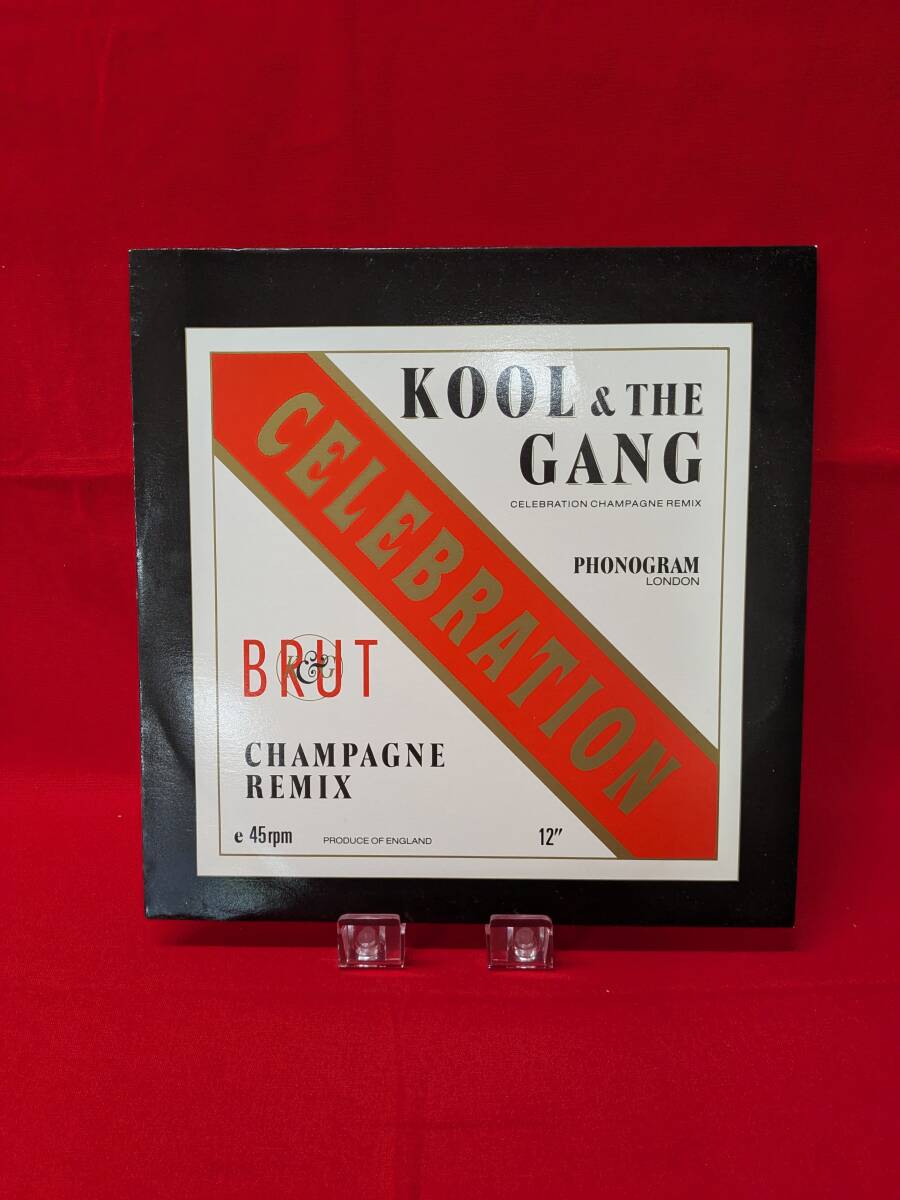 KOOL & THE
GANG
CELEBRATION CHAMPAGNE REMIX
PHONOGRAM
LONDON
CELEBRATION
BRUT
K&G
CHAMPAGNE
REMIX
e 45rpm
PRODUCE OF ENGLAND
12"